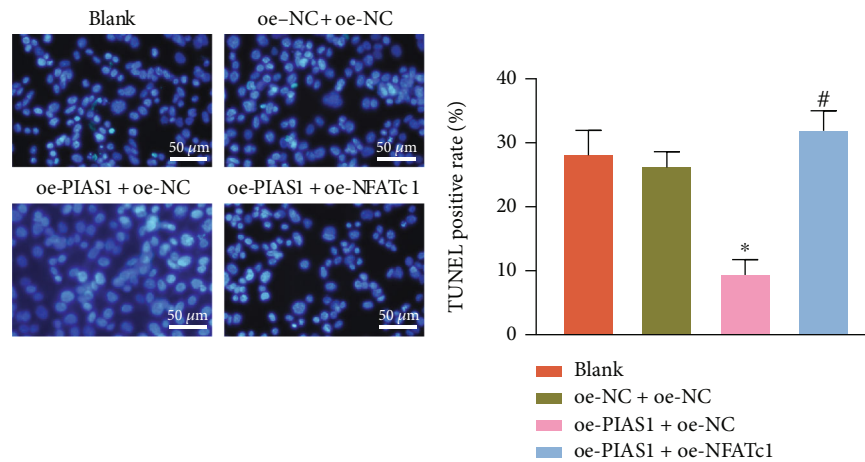 Blank
oe–NC + oe-NC
50 µm
50 µm
oe-PIAS1 + oe-NC
oe-PIAS1 + oe-NFATc1
50 µm
50 µm
TUNEL positive rate (%)
40
30
20
10
0
*
#
Blank
oe-NC + oe-NC
oe-PIAS1 + oe-NC
oe-PIAS1 + oe-NFATc1